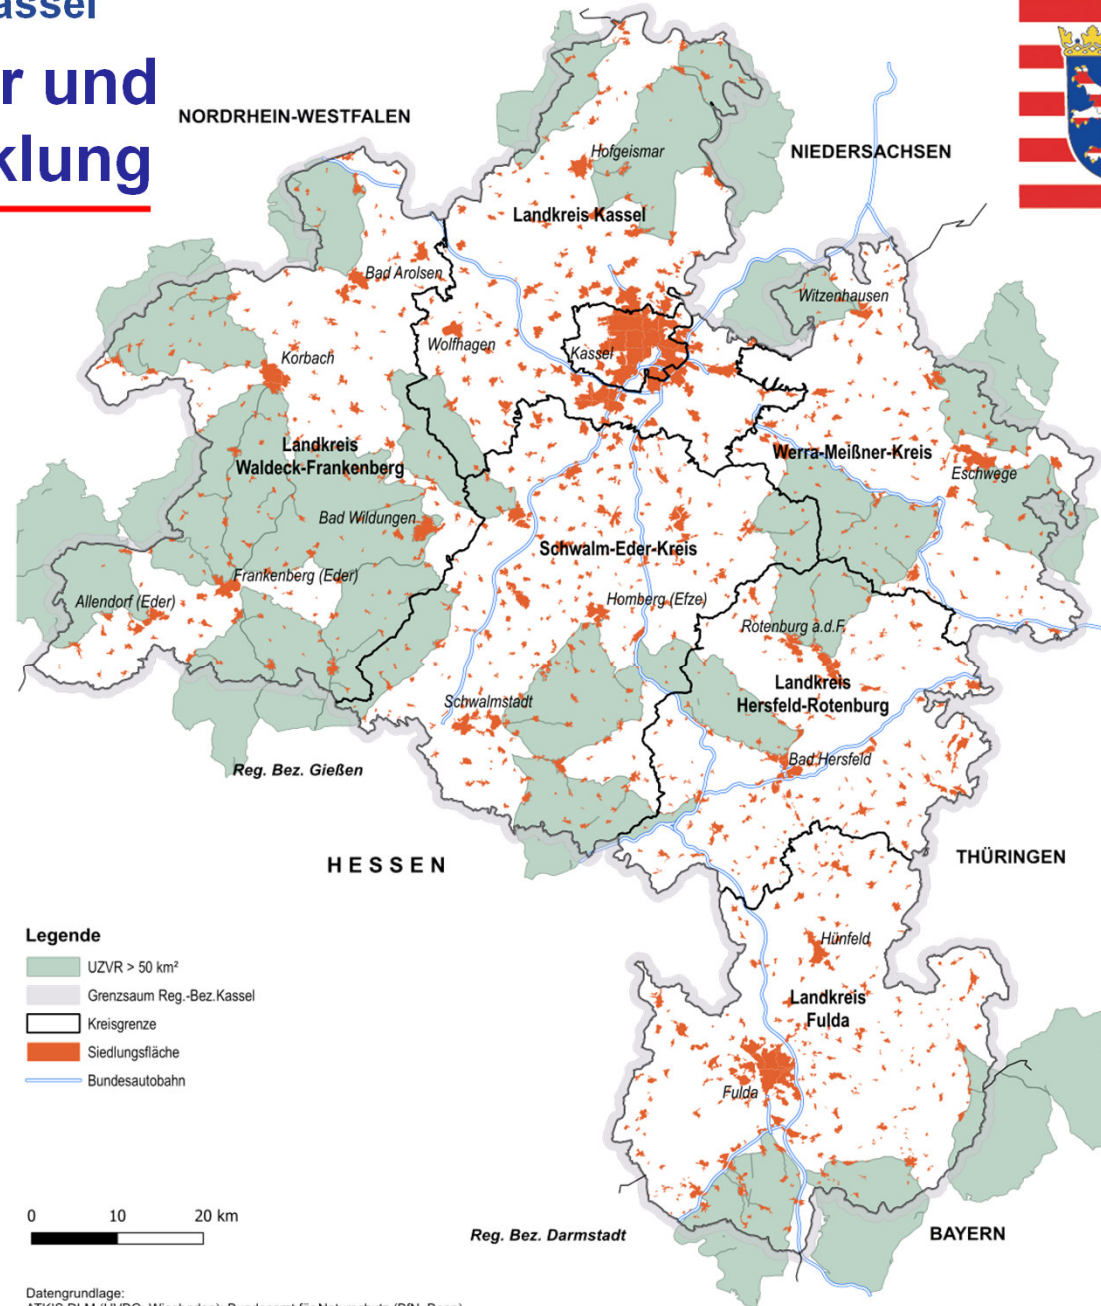 assel
r und
klung
NORDRHEIN-WESTFALEN
NIEDERSACHSEN
Hofgeismar
Landkreis Kassel
Bad Arolsen
Witzenhausen
Wolfhagen
Kassel
Korbach
Landkreis
Waldeck-Frankenberg
Werra-Meißner-Kreis
Eschwege
Bad Wildungen
Schwalm-Eder-Kreis
Frankenberg (Eder)
Allendorf (Eder)
Homberg (Efze)
Rotenburg a.d.F.
Landkreis
Hersfeld-Rotenburg
Schwalmstadt
Bad Hersfeld
Reg. Bez. Gießen
HESSEN
THÜRINGEN
Hünfeld
Landkreis
Fulda
Fulda
Legende
UZVR > 50 km²
Grenzsaum Reg.-Bez.Kassel
Kreisgrenze
Siedlungsfläche
Bundesautobahn
0 10 20 km
Reg. Bez. Darmstadt
BAYERN
Datengrundlage: